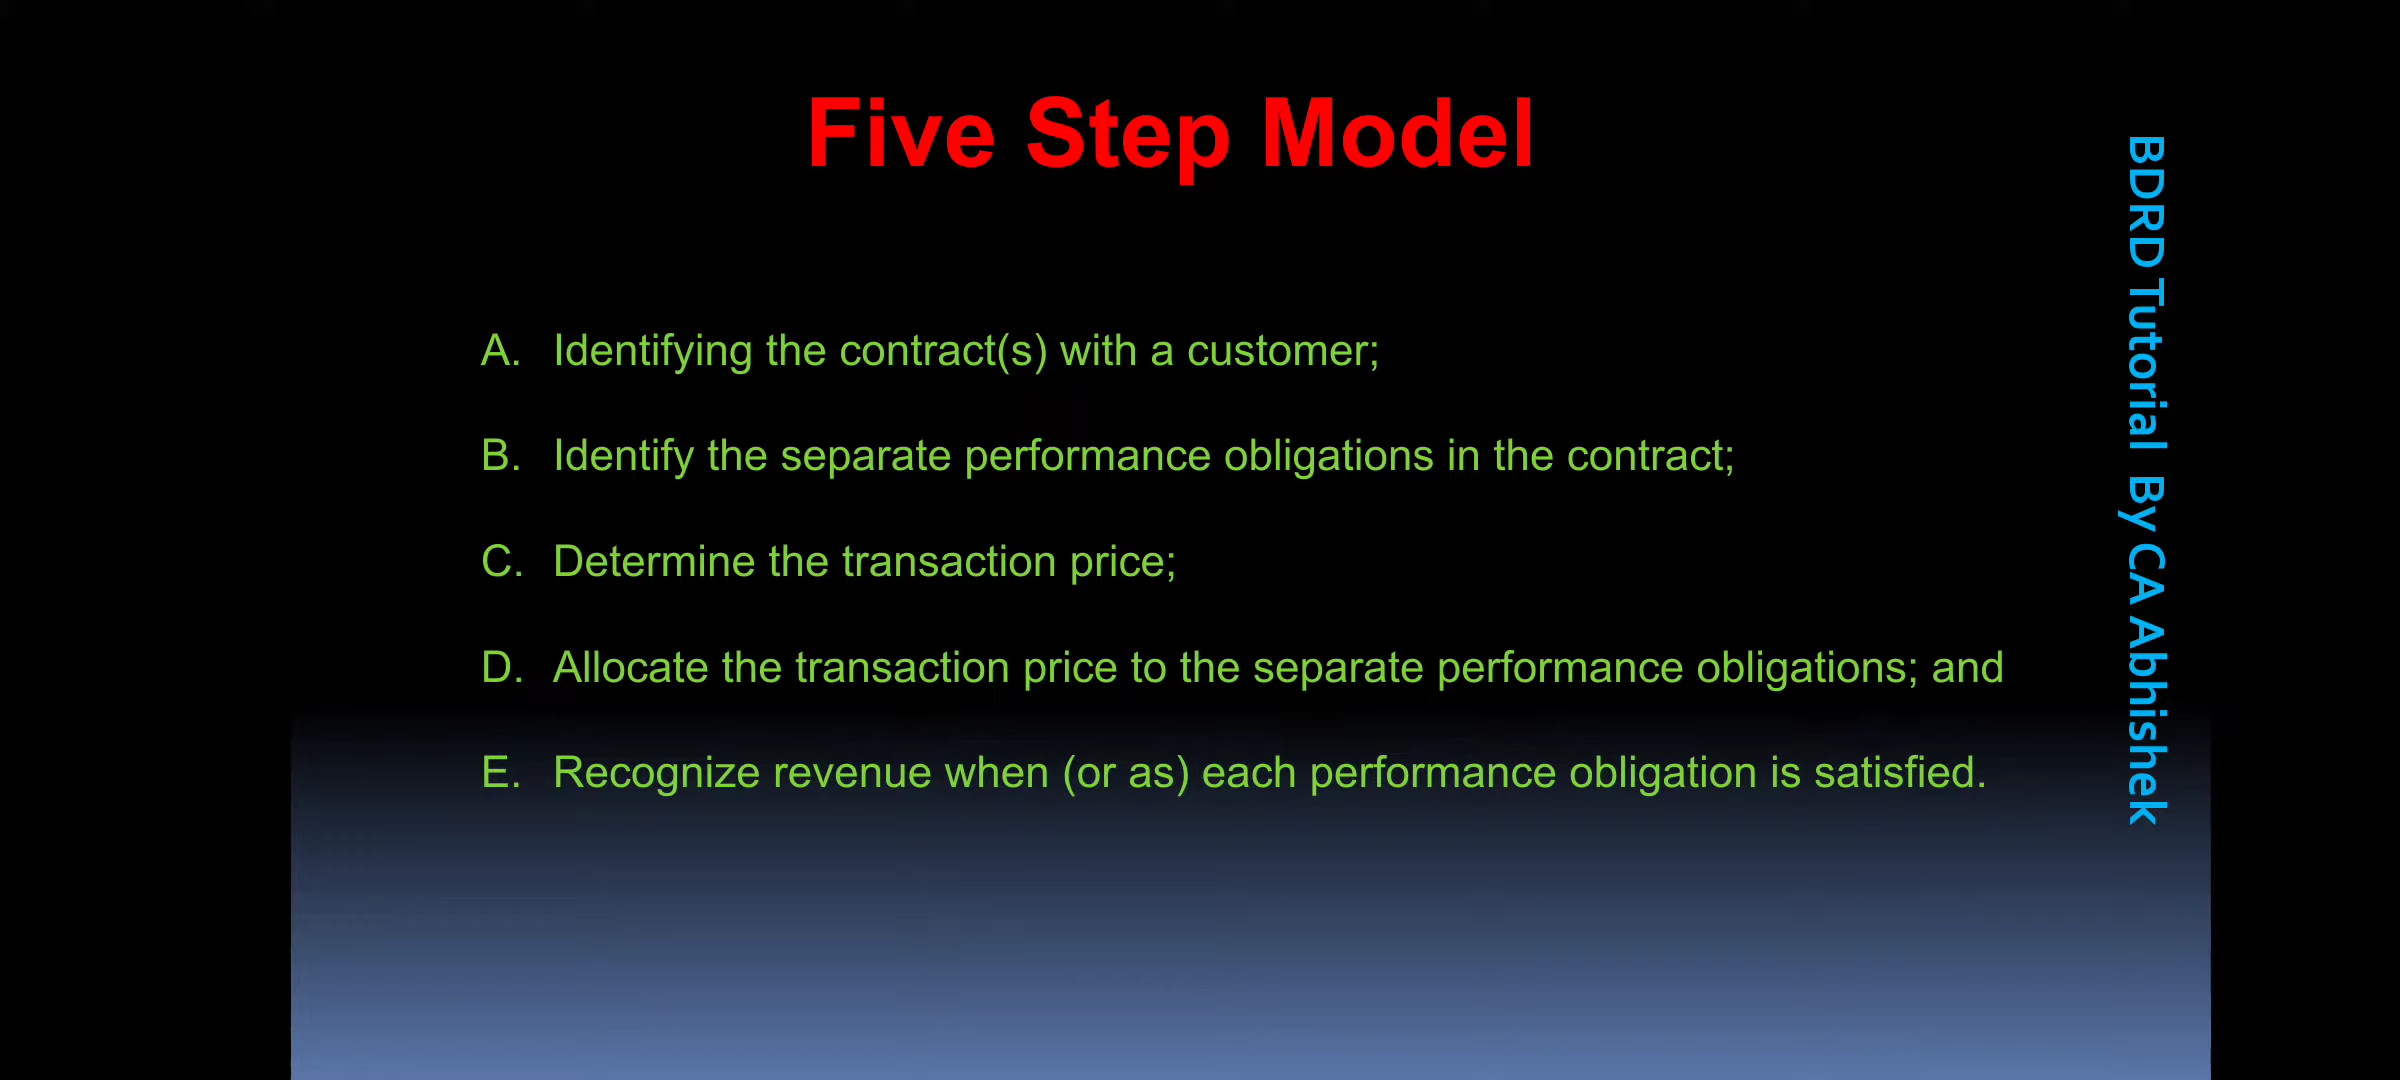 Five Step Model
A. Identifying the contract(s) with a customer;
B. Identify the separate performance obligations in the contract;
C. Determine the transaction price;
D. Allocate the transaction price to the separate performance obligations; and
E. Recognize revenue when (or as) each performance obligation is satisfied.
BDRD Tutorial By CA Abhishek